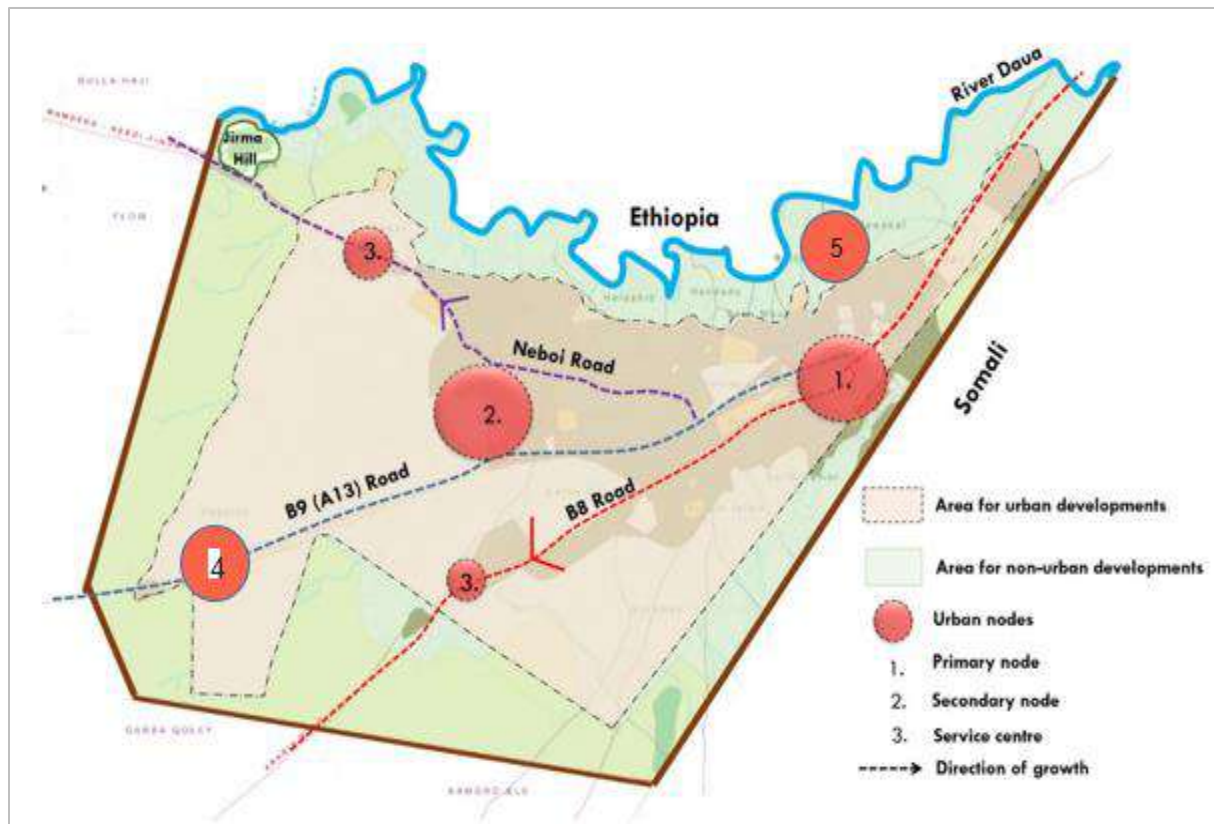 River Daua
Jirma
Hill
Ethiopia
5
3.
Neboi Road
1.
2.
Somali
B9 (A13) Road
B8 Road
4
3.
Area for urban developments
Area for non-urban developments
Urban nodes
1. Primary node
2. Secondary node
3. Service centre
Direction of growth